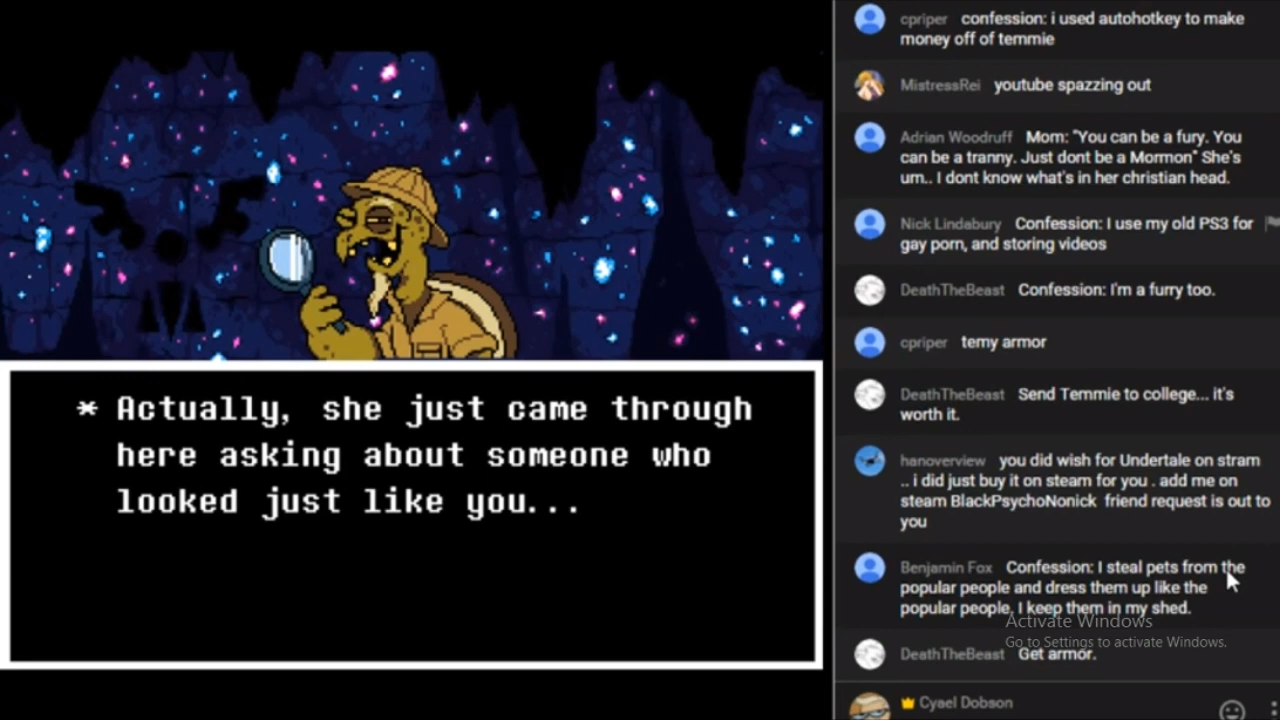 * Actually, she just came through
here asking about someone who
looked just like you...
cpriper confession: i used autohotkey to make
money off of temmie
MistressRei youtube spazzing out
Adrian Woodruff Mom: "You can be a fury. You
can be a tranny. Just dont be a Mormon" She's
um.. I dont know what's in her christian head.
Nick Lindabury Confession: I use my old PS3 for
gay porn, and storing videos
DeathTheBeast Confession: I'm a furry too.
cpriper temy armor
DeathTheBeast Send Temmie to college... it's
worth it.
hanoverview you did wish for Undertale on stram
.. i did just buy it on steam for you . add me on
steam BlackPsychoNonick friend request is out to
you
Benjamin Fox Confession: I steal pets from the
popular people and dress them up like the
popular people. I keep them in my shed.
Activate Windows
Go to Settings to activate Windows.
DeathTheBeast Get armor.
Cyael Dobson